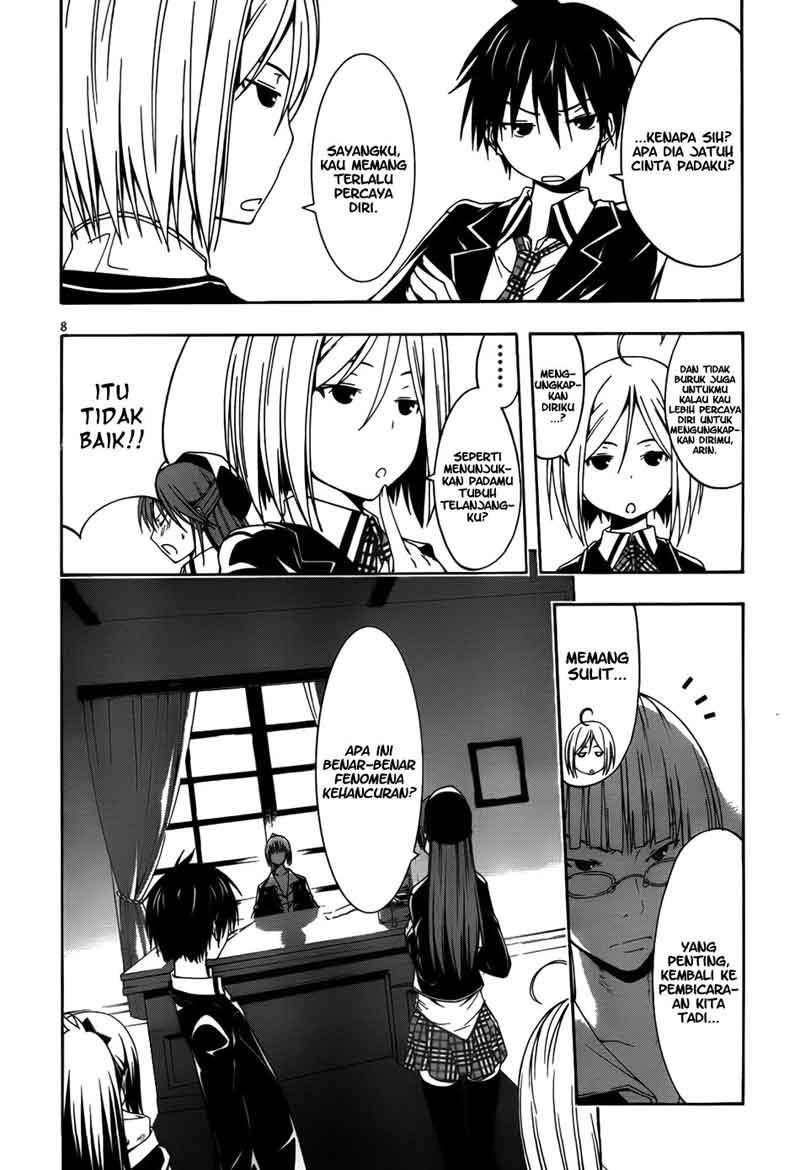 ...KENAPA SIH?
APA DIA JATUH
CINTA PADAKU?
SAYANGKU,
KAU MEMANG
TERLALU
PERCAYA
DIRI.
8
DAN TIDAK
BURUK JUGA
UNTUKMU
KALAU KAU
LEBIH PERCAYA
DIRI UNTUK
MENGUNGKAP-
KAN DIRIMU,
ARIN.
MENG-
UNGKAP-
KAN
DIRIKU
...?
SEPERTI
MENUNJUK-
KAN PADAMU
TUBUH
TELANJANG-
KU?
ITU
TIDAK
BAIK!!
MEMANG
SULIT...
YANG
PENTING,
KEMBALI KE
PEMBICARA-
AN KITA
TADI...
APA INI
BENAR-BENAR
FENOMENA
KEHANCURAN?